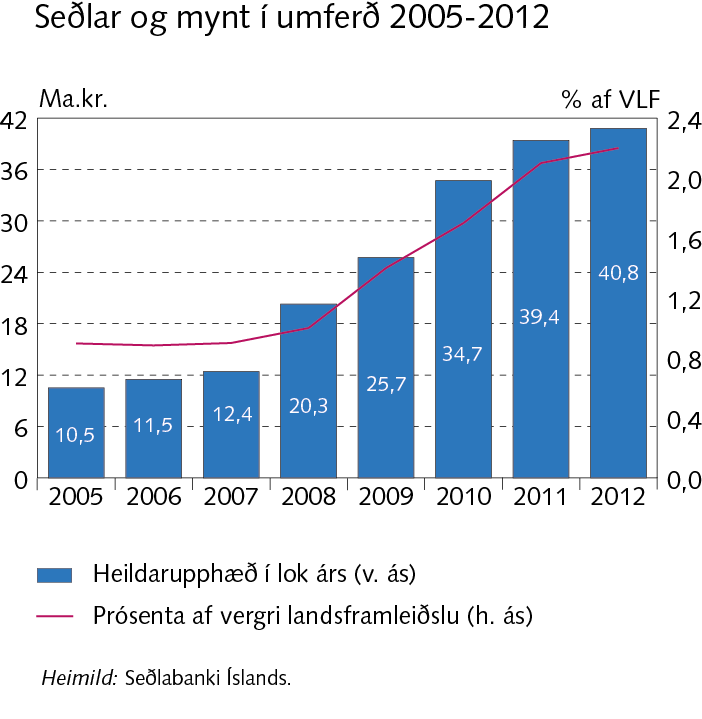 Seðlar og mynt í umferð 2005-2012
Ma.kr. % af VLF
42 2,4
36 2,0
30 1,6
24 1,2
18 0,8
12 0,4
6 0,0
0
10,5 11,5 12,4 20,3 25,7 34,7 39,4 40,8
2005 2006 2007 2008 2009 2010 2011 2012
Heildarupphæð í lok árs (v. ás)
Prósenta af vergri landsframleiðslu (h. ás)
Heimild: Seðlabanki Íslands.